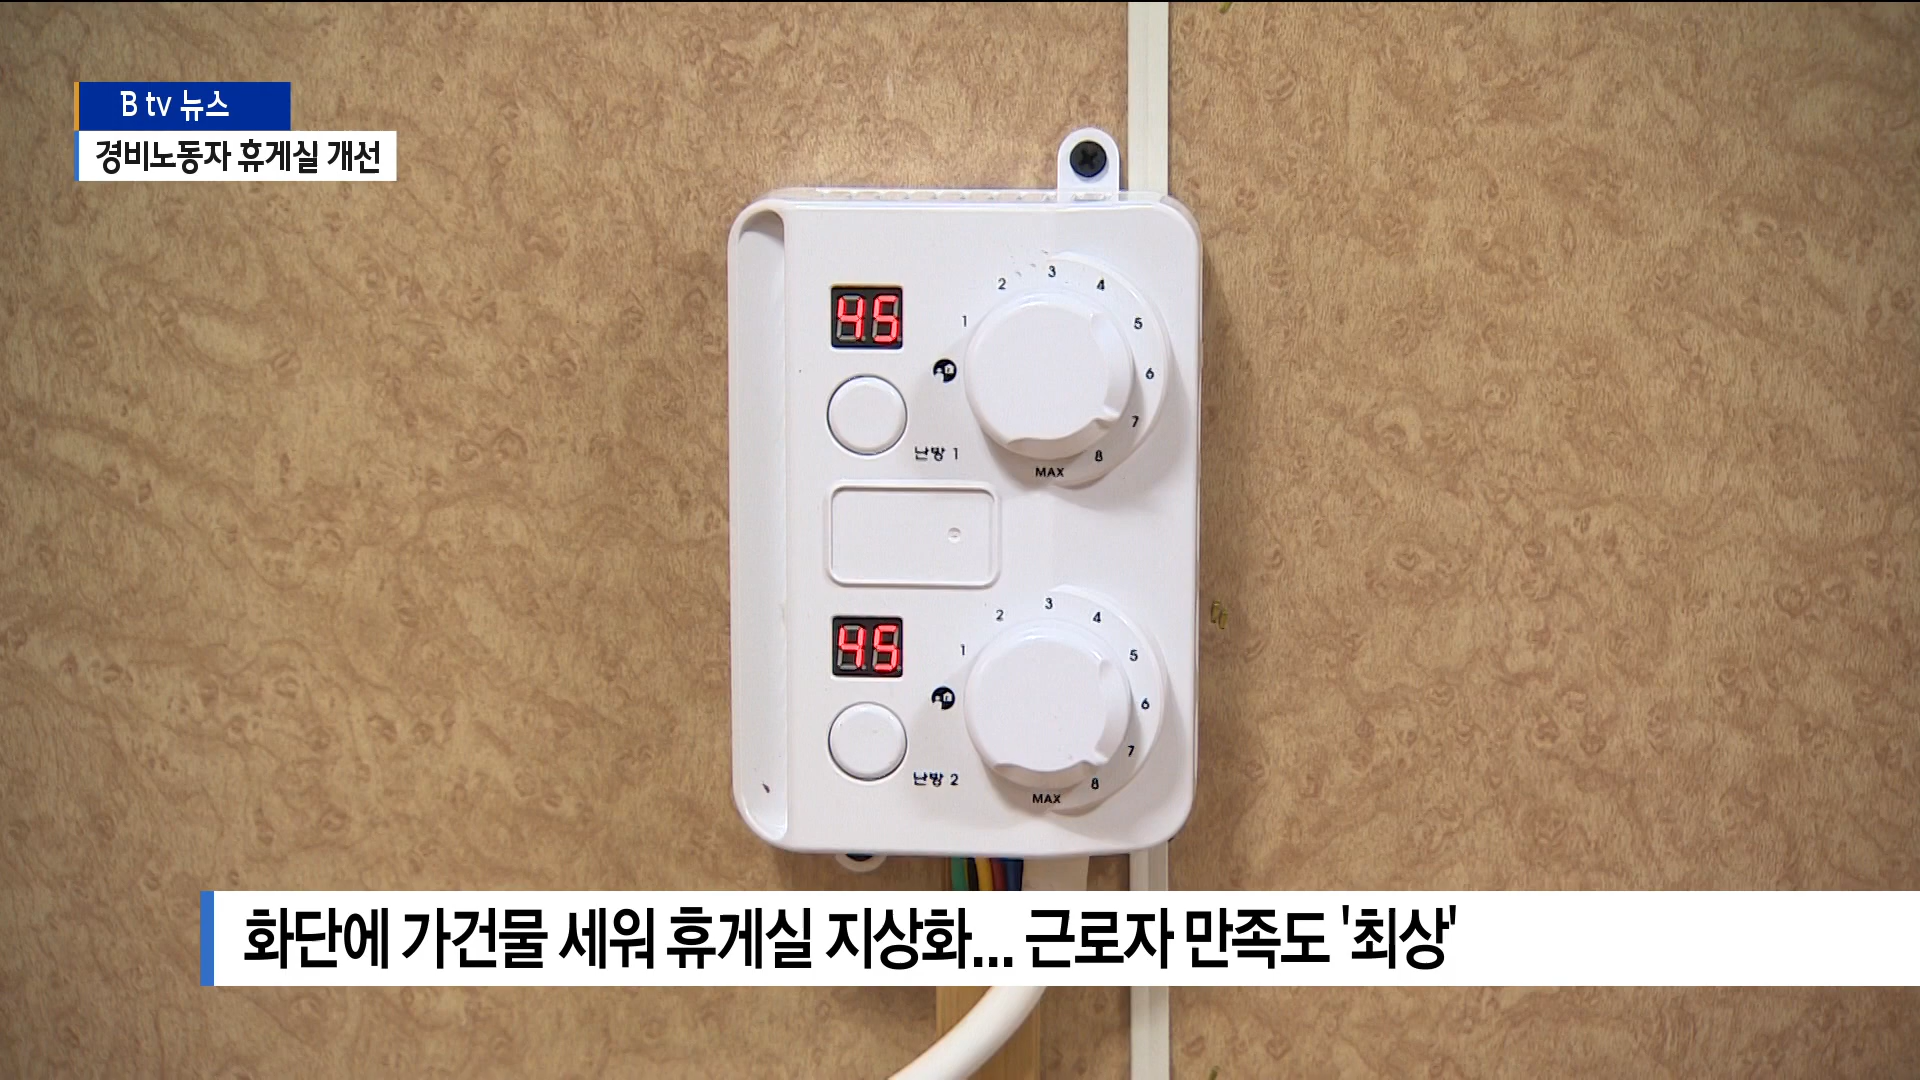 B tv 뉴스
경비노동자 휴게실 개선
45
1 2 3 4 5 6 7 8 MAX
난방 1
45
1 2 3 4 5 6 7 8 MAX
난방 2
화단에 가건물 세워 휴게실 지상화... 근로자 만족도 '최상'